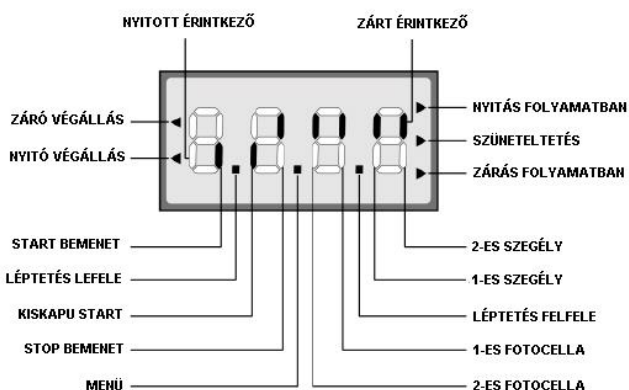 NYITOTT ÉRINTKEZŐ
ZÁRT ÉRINTKEZŐ
ZÁRÓ VÉGÁLLÁS
NYITÓ VÉGÁLLÁS
NYITÁS FOLYAMATBAN
SZÜNETELTETÉS
ZÁRÁS FOLYAMATBAN
START BEMENET
LÉPTETÉS LEFELE
KISKAPU START
STOP BEMENET
MENÜ
2-ES SZEGÉLY
1-ES SZEGÉLY
LÉPTETÉS FELFELE
1-ES FOTOCELLA
2-ES FOTOCELLA